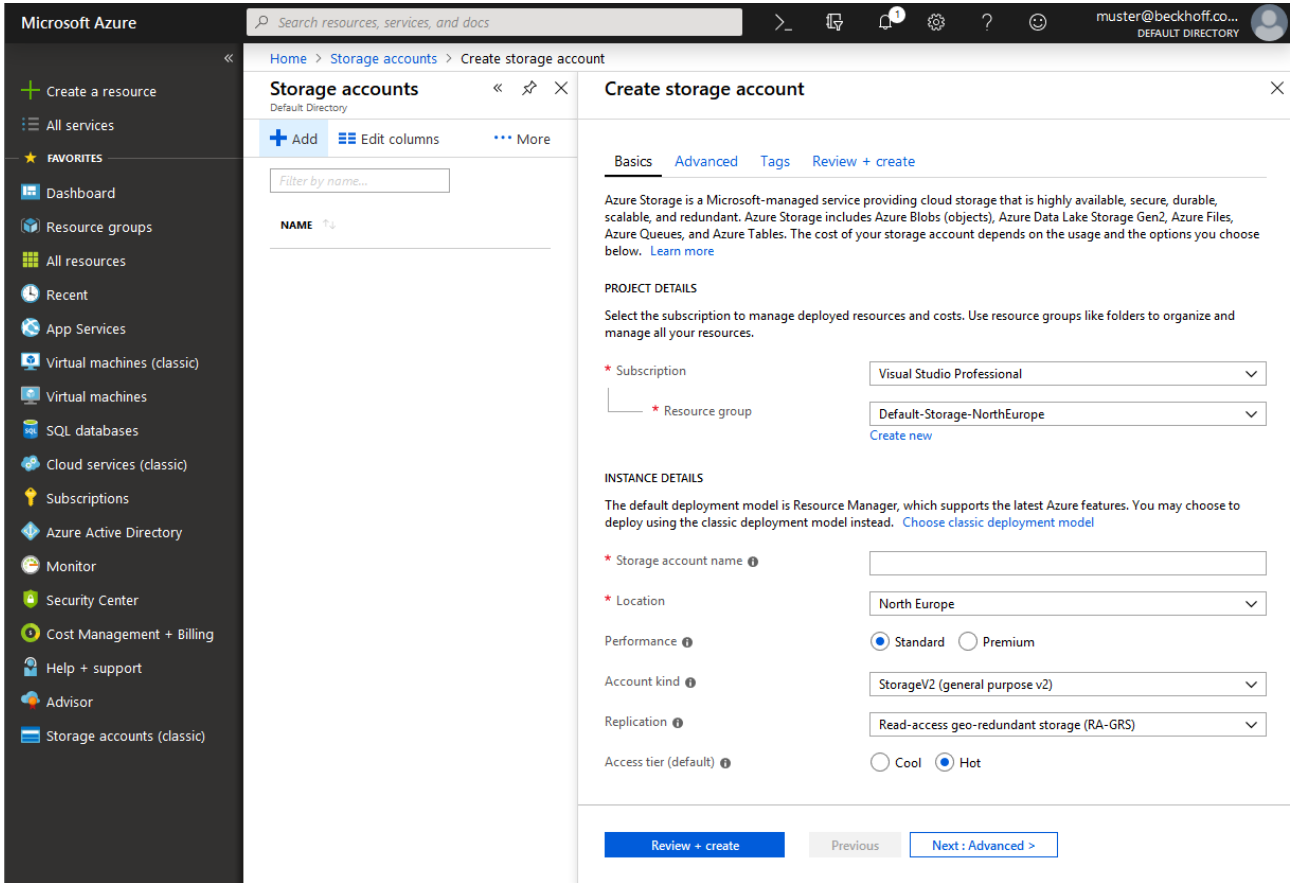 Microsoft Azure
Search resources, services, and docs
1
muster@beckhoff.co...
DEFAULT DIRECTORY
Create a resource
All services
FAVORITES
Dashboard
Resource groups
All resources
Recent
App Services
Virtual machines (classic)
Virtual machines
SQL databases
Cloud services (classic)
Subscriptions
Azure Active Directory
Monitor
Security Center
Cost Management + Billing
Help + support
Advisor
Storage accounts (classic)
Home > Storage accounts > Create storage account
Storage accounts
Default Directory
Add Edit columns ··· More
Filter by name...
NAME
Create storage account
Basics Advanced Tags Review + create
Azure Storage is a Microsoft-managed service providing cloud storage that is highly available, secure, durable,
scalable, and redundant. Azure Storage includes Azure Blobs (objects), Azure Data Lake Storage Gen2, Azure Files,
Azure Queues, and Azure Tables. The cost of your storage account depends on the usage and the options you choose
below. Learn more
PROJECT DETAILS
Select the subscription to manage deployed resources and costs. Use resource groups like folders to organize and
manage all your resources.
* Subscription Visual Studio Professional
* Resource group Default-Storage-NorthEurope
Create new
INSTANCE DETAILS
The default deployment model is Resource Manager, which supports the latest Azure features. You may choose to
deploy using the classic deployment model instead. Choose classic deployment model
* Storage account name
* Location North Europe
Performance Standard Premium
Account kind StorageV2 (general purpose v2)
Replication Read-access geo-redundant storage (RA-GRS)
Access tier (default) Cool Hot
Review + create Previous Next : Advanced >